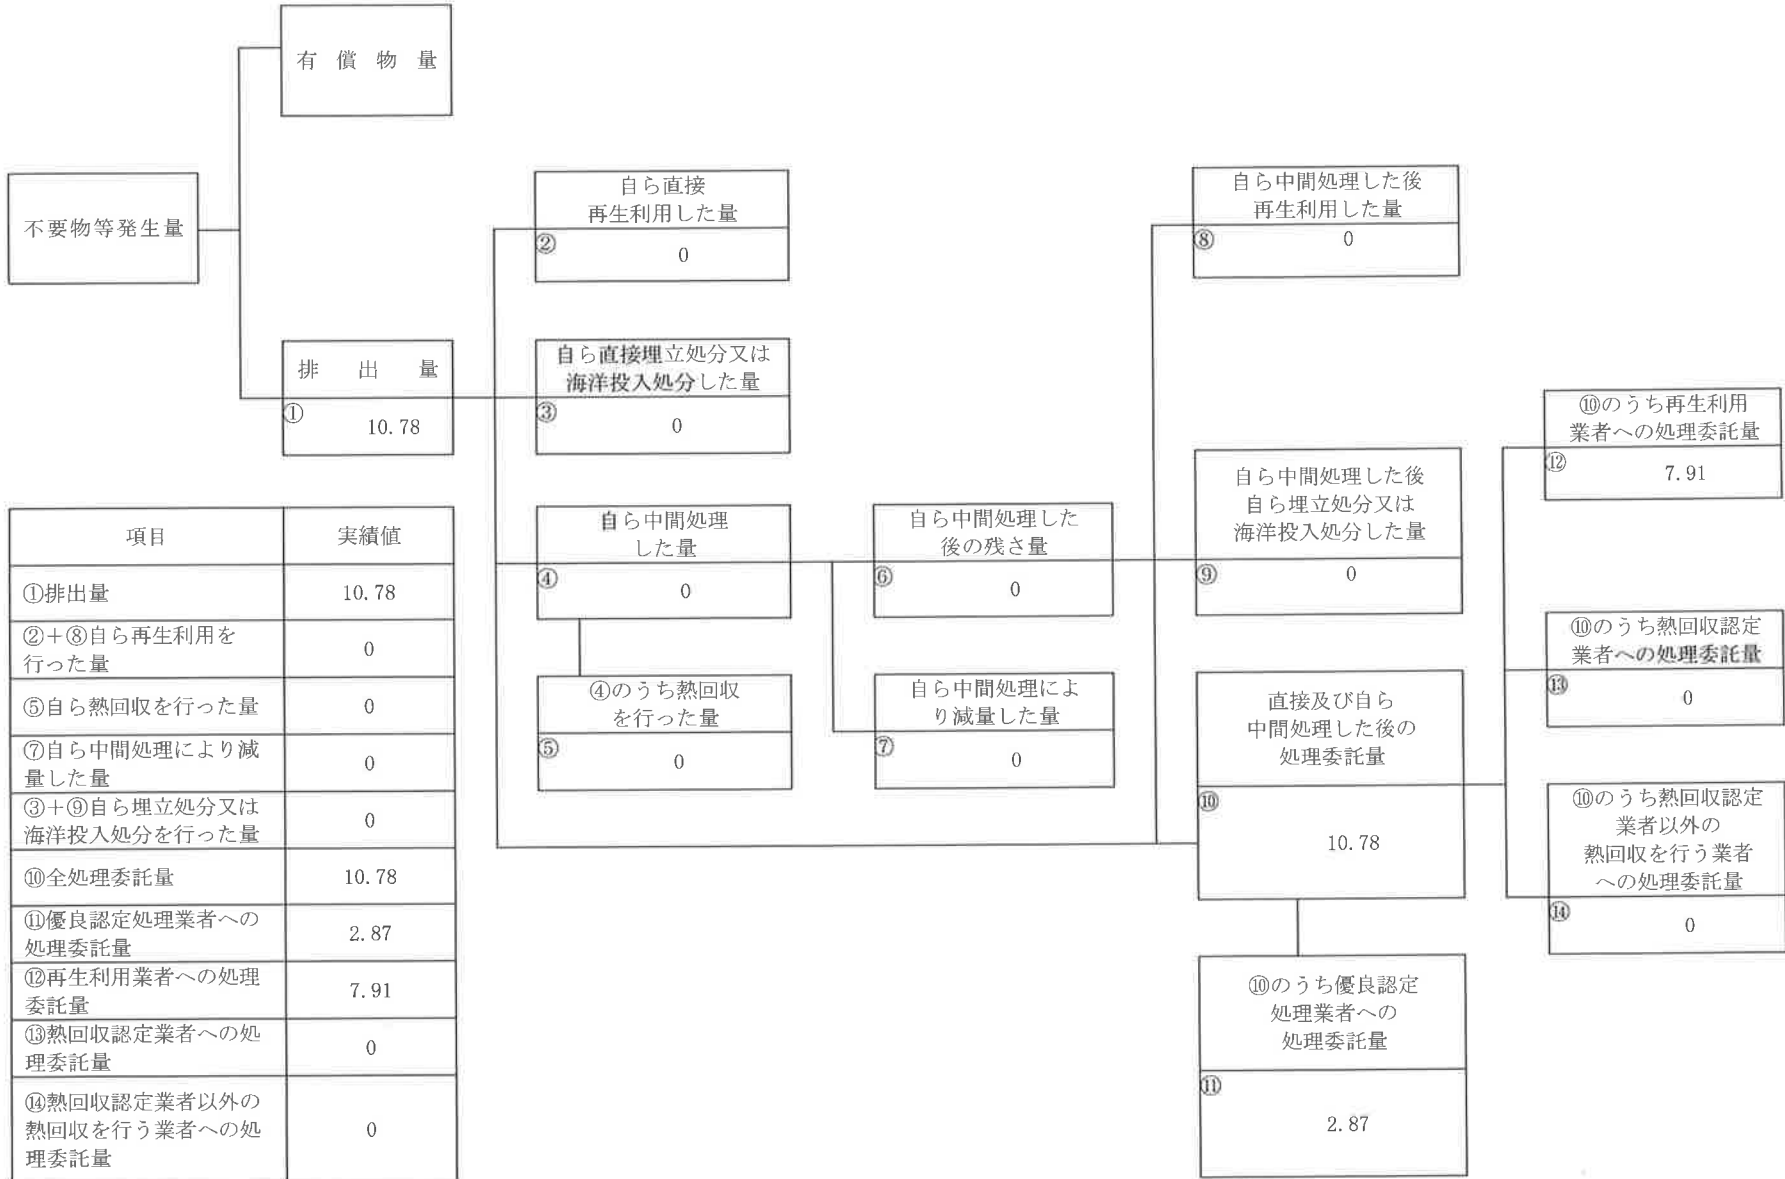 有償物量
不要物等発生量
排出量
①
10.78
自ら直接
再生利用した量
②
0
自ら直接埋立処分又は
海洋投入処分した量
③
0
自ら中間処理
した量
④
0
④のうち熱回収
を行った量
⑤
0
自ら中間処理した
後の残さ量
⑥
0
自ら中間処理によ
り減量した量
⑦
0
自ら中間処理した後
再生利用した量
⑧
0
自ら中間処理した後
自ら埋立処分又は
海洋投入処分した量
⑨
0
直接及び自ら
中間処理した後の
処理委託量
⑩
10.78
⑩のうち優良認定
処理業者への
処理委託量
⑪
2.87
⑩のうち再生利用
業者への処理委託量
⑫
7.91
⑩のうち熱回収認定
業者への処理委託量
⑬
0
⑩のうち熱回収認定
業者以外の
熱回収を行う業者
への処理委託量
⑭
0
項目 実績値
①排出量 10.78
②+⑧自ら再生利用を
行った量
0
⑤自ら熱回収を行った量 0
⑦自ら中間処理により減
量した量
0
③+⑨自ら埋立処分又は
海洋投入処分を行った量
0
⑩全処理委託量 10.78
⑪優良認定処理業者への
処理委託量
2.87
⑫再生利用業者への処理
委託量
7.91
⑬熱回収認定業者への処
理委託量
0
⑭熱回収認定業者以外の
熱回収を行う業者への処
理委託量
0